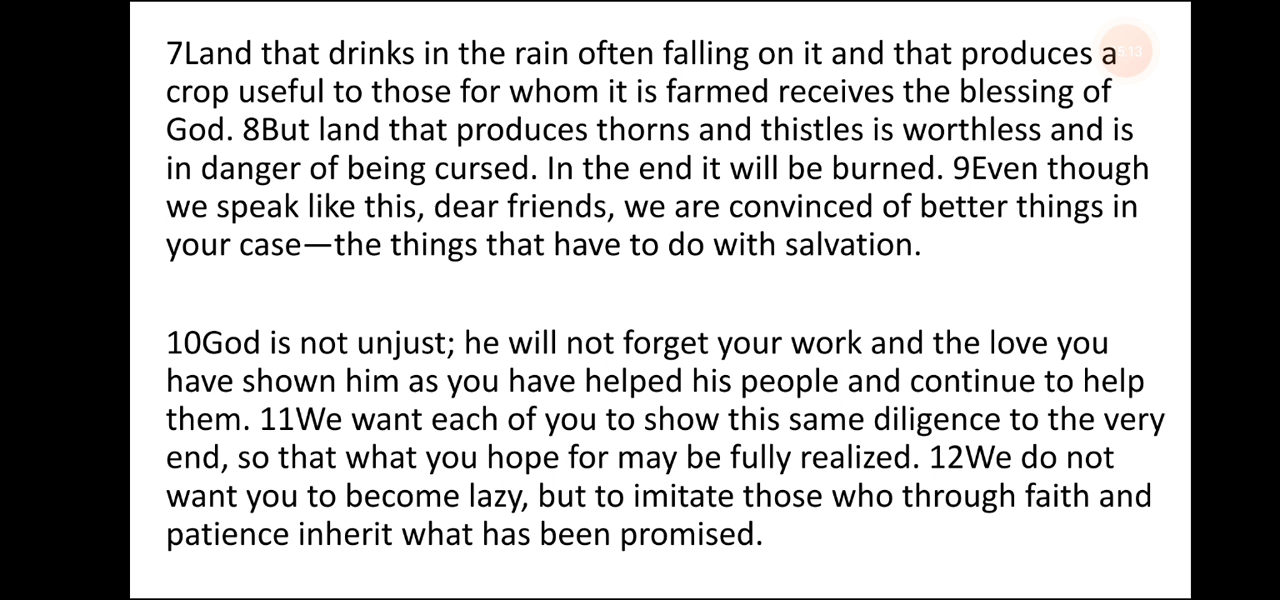 7Land that drinks in the rain often falling on it and that produces a
crop useful to those for whom it is farmed receives the blessing of
God. 8But land that produces thorns and thistles is worthless and is
in danger of being cursed. In the end it will be burned. 9Even though
we speak like this, dear friends, we are convinced of better things in
your case—the things that have to do with salvation.
10God is not unjust; he will not forget your work and the love you
have shown him as you have helped his people and continue to help
them. 11We want each of you to show this same diligence to the very
end, so that what you hope for may be fully realized. 12We do not
want you to become lazy, but to imitate those who through faith and
patience inherit what has been promised.